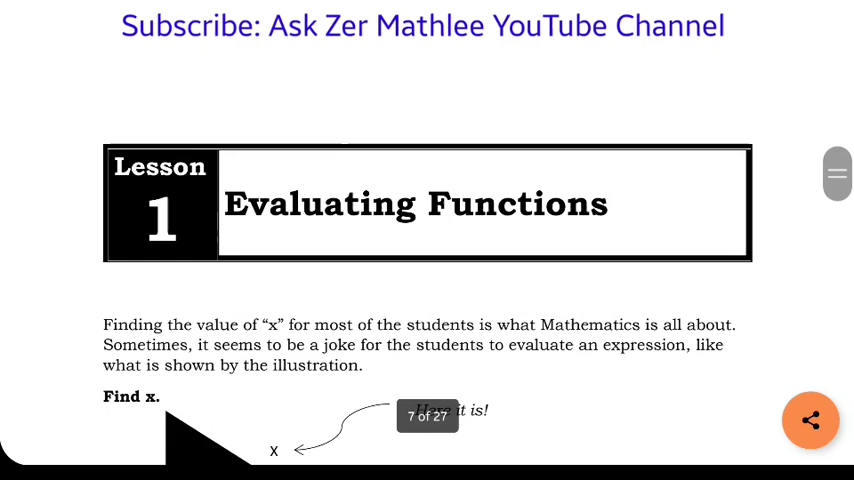 Subscribe: Ask Zer Mathlee YouTube Channel
Lesson
1
Evaluating Functions
Finding the value of “x” for most of the students is what Mathematics is all about.
Sometimes, it seems to be a joke for the students to evaluate an expression, like
what is shown by the illustration.
Find x.
it is!
7 of 27
x